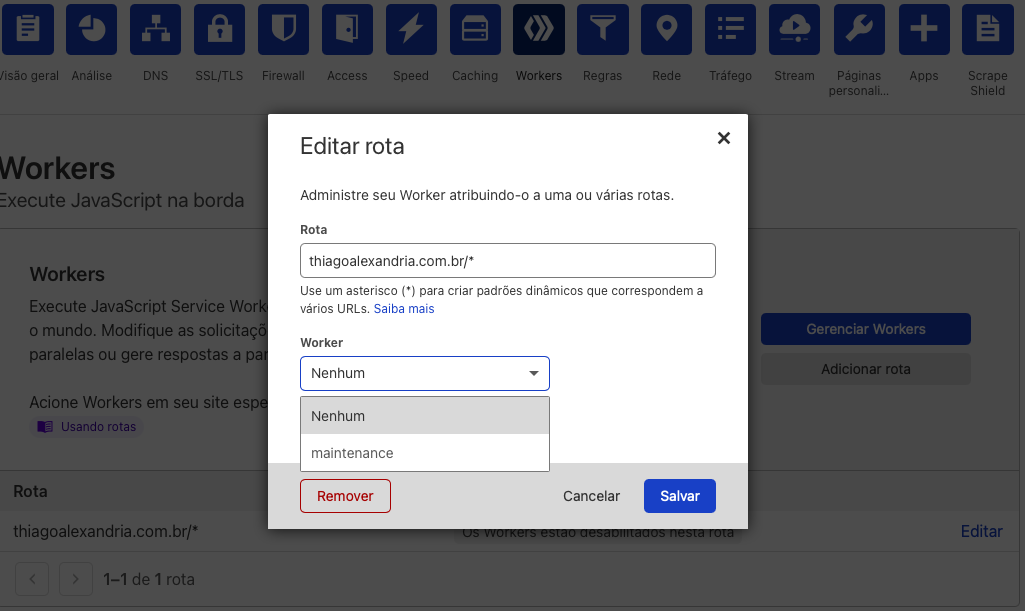 Visão geral
Análise
DNS
SSL/TLS
Firewall
Access
Speed
Caching
Workers
Regras
Rede
Tráfego
Stream
Páginas
personali...
Apps
Scrape
Shield
Workers
Execute JavaScript na borda
Workers
Execute JavaScript Service Worke
o mundo. Modifique as solicitaçõ
paralelas ou gere respostas a par
Acione Workers em seu site espe
Usando rotas
Gerenciar Workers
Adicionar rota
Editar rota
Administre seu Worker atribuindo-o a uma ou várias rotas.
Rota
thiagoalexandria.com.br/*
Use um asterisco (*) para criar padrões dinâmicos que correspondem a
vários URLs. Saiba mais
Worker
Nenhum
Nenhum
maintenance
Remover
Cancelar
Salvar
Rota
thiagoalexandria.com.br/*
Os Workers estão desabilitados nesta rota
Editar
1–1 de 1 rota